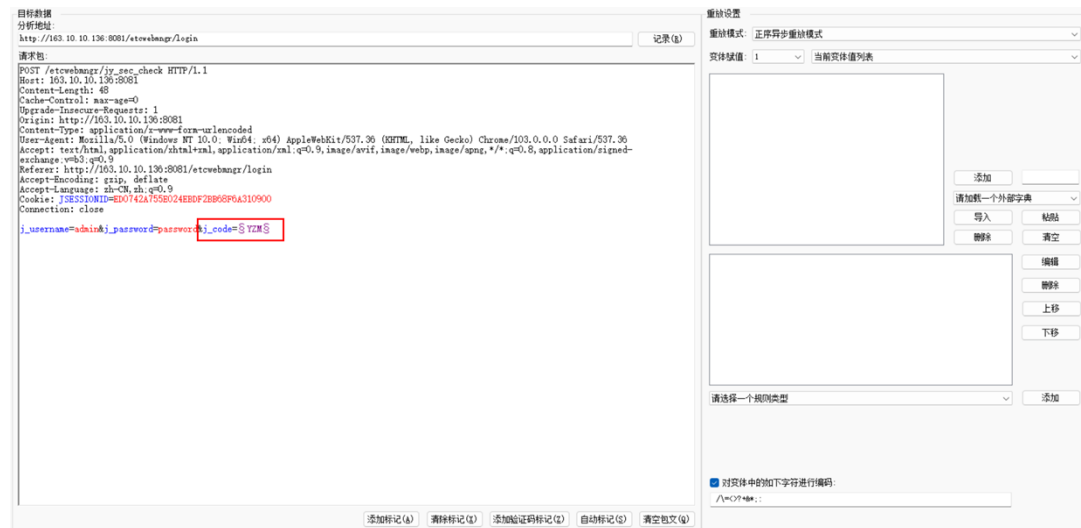 目标数据
分析地址:
http://163.10.10.136:8081/etcwebmngr/login
记录(B)
请求包:
POST /etcwebmngr/jy_sec_check HTTP/1.1
Host: 163.10.10.136:8081
Content-Length: 48
Cache-Control: max-age=0
Upgrade-Insecure-Requests: 1
Origin: http://163.10.10.136:8081
Content-Type: application/x-www-form-urlencoded
User-Agent: Mozilla/5.0 (Windows NT 10.0; Win64; x64) AppleWebKit/537.36 (KHTML, like Gecko) Chrome/103.0.0.0 Safari/537.36
Accept: text/html,application/xhtml+xml,application/xml;q=0.9,image/avif,image/webp,image/apng,*/*;q=0.8,application/signed-
exchange;v=b3;q=0.9
Referer: http://163.10.10.136:8081/etcwebmngr/login
Accept-Encoding: gzip, deflate
Accept-Language: zh-CN,zh;q=0.9
Cookie: JSESSIONID=ED0742A755E024EBDF2BB68F6A310900
Connection: close
j_username=admin&j_password=password&j_code=§YZM§
添加标记(A)
清除标记(X)
添加验证码标记(Z)
自动标记(S)
清空包文(Q)
重放设置
重放模式: 正序异步重放模式
变体赋值: 1 当前变体值列表
添加
请加载一个外部字典
导入 粘贴
删除 清空
编辑
删除
上移
下移
请选择一个规则类型 添加
对变体中的如下字符进行编码:
/\=<>?+&*;: